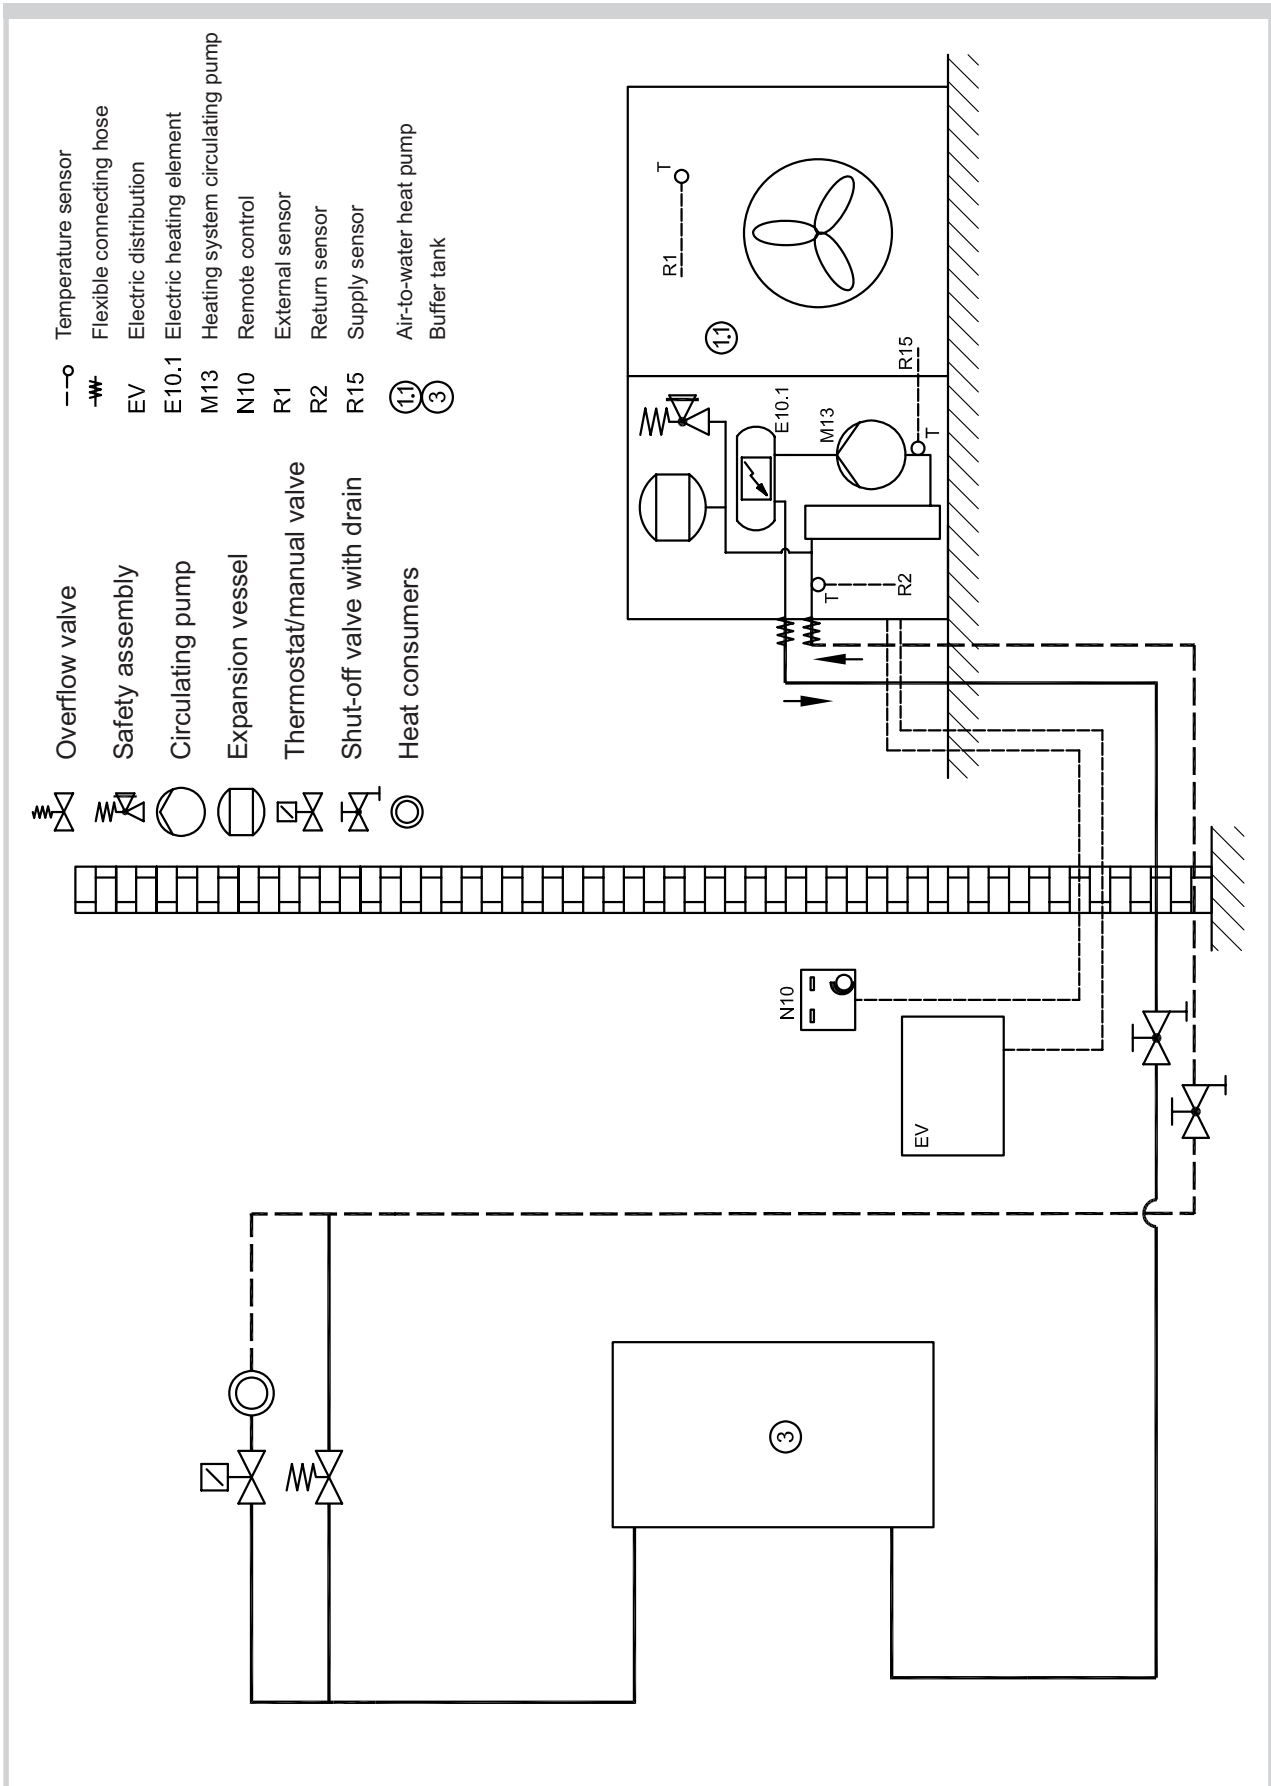 Overflow valve
Safety assembly
Circulating pump
Expansion vessel
Thermostat/manual valve
Shut-off valve with drain
Heat consumers
Temperature sensor
Flexible connecting hose
EV Electric distribution
E10.1 Electric heating element
M13 Heating system circulating pump
N10 Remote control
R1 External sensor
R2 Return sensor
R15 Supply sensor
1.1 Air-to-water heat pump
3 Buffer tank
R1
T
1.1
E10.1
M13
R15
T
T
R2
N10
EV
3